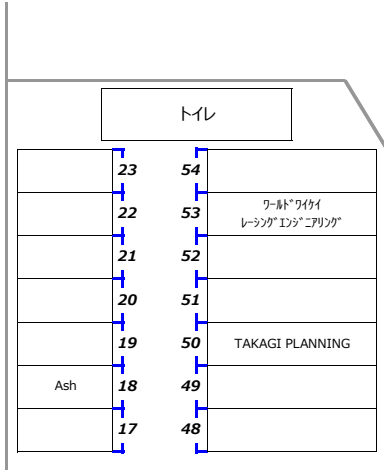 トイレ
23 54
22 53 ﾜｰﾙﾄﾞﾜｲｹｲ
ﾚｰｼﾝｸﾞｴﾝｼﾞﾆｱﾘﾝｸﾞ
21 52
20 51
19 50 TAKAGI PLANNING
Ash 18 49
17 48